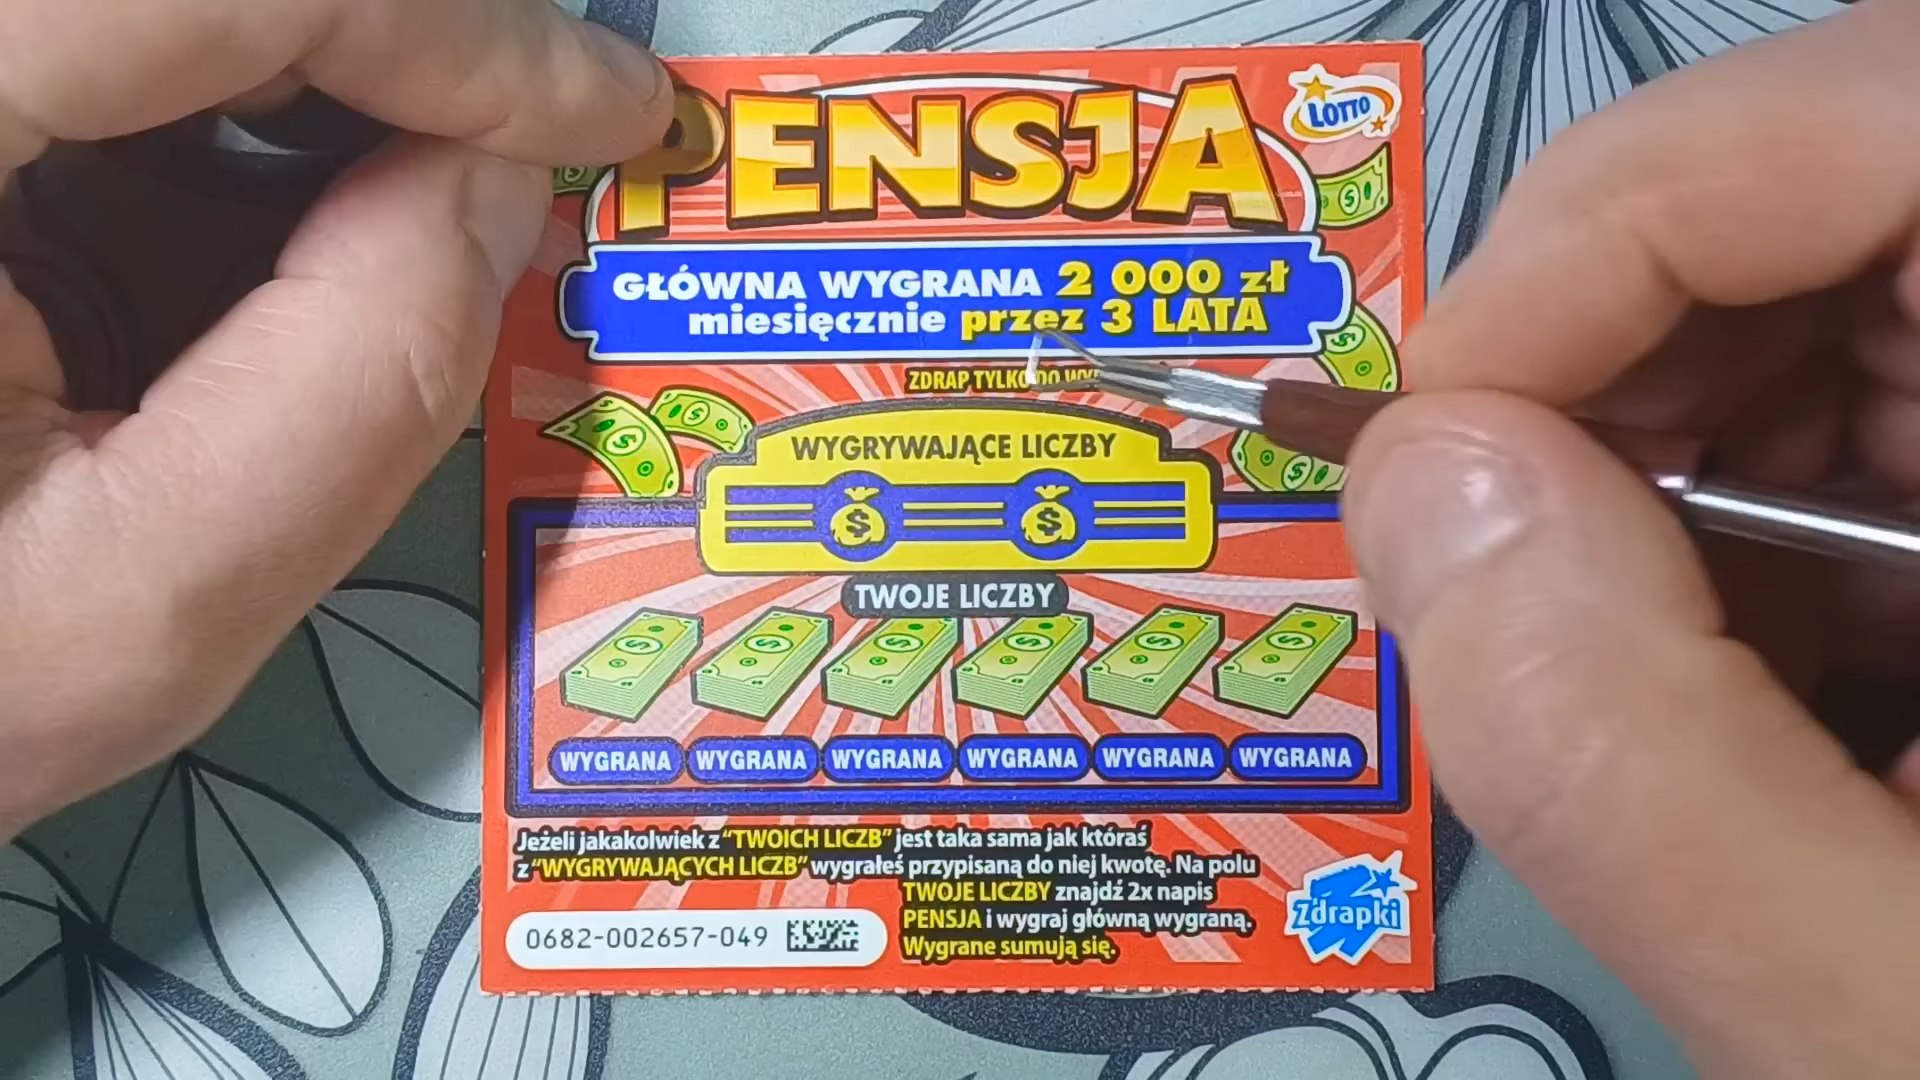 PENSJA
LOTTO
GŁÓWNA WYGRANA 2 000 zł
miesięcznie przez 3 LATA
ZDRAP TYLKO DO
WYGRYWAJĄCE LICZBY
TWOJE LICZBY
WYGRANA WYGRANA WYGRANA WYGRANA WYGRANA WYGRANA
Jeżeli jakakolwiek z “TWOICH LICZB” jest taka sama jak któraś
z “WYGRYWAJĄCYCH LICZB” wygrałeś przypisaną do niej kwotę. Na polu
TWOJE LICZBY znajdź 2x napis
PENSJA i wygraj główną wygraną.
Wygrane sumują się.
0682-002657-049
Zdrapki